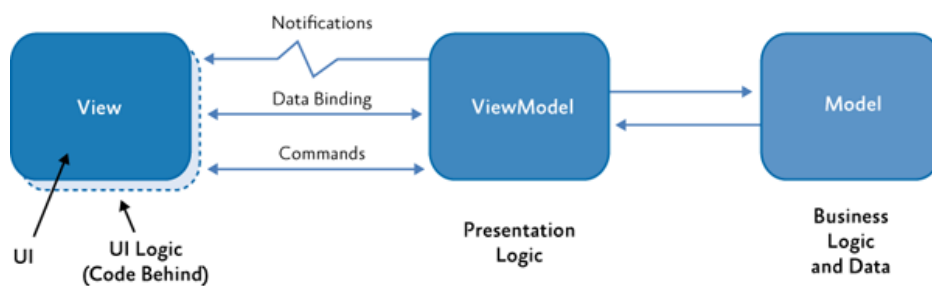 Notifications
View
Data Binding
ViewModel
Model
Commands
UI
UI Logic
(Code Behind)
Presentation
Logic
Business
Logic
and Data